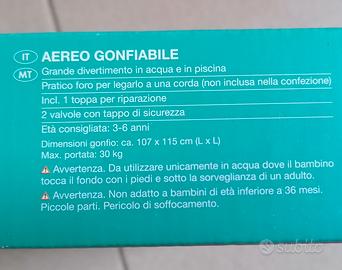 IT AEREO GONFIABILE
MT Grande divertimento in acqua e in piscina
Pratico foro per legarlo a una corda (non inclusa nella confezione)
Incl. 1 toppa per riparazione
2 valvole con tappo di sicurezza
Età consigliata: 3-6 anni
Dimensioni gonfio: ca. 107 x 115 cm (L x L)
Max. portata: 30 kg
Avvertenza. Da utilizzare unicamente in acqua dove il bambino
tocca il fondo con i piedi e sotto la sorveglianza di un adulto.
Avvertenza. Non adatto a bambini di età inferiore a 36 mesi.
Piccole parti. Pericolo di soffocamento.
subito